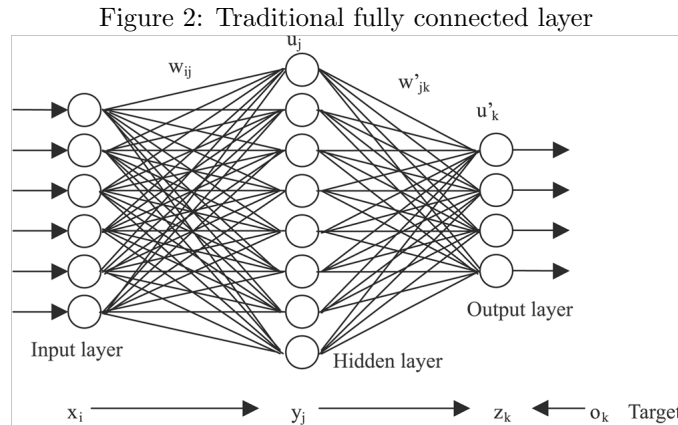 Figure 2: Traditional fully connected layer
u_j
w_ij
w'_jk
u'_k
Output layer
Input layer
Hidden layer
x_i y_j z_k o_k Target